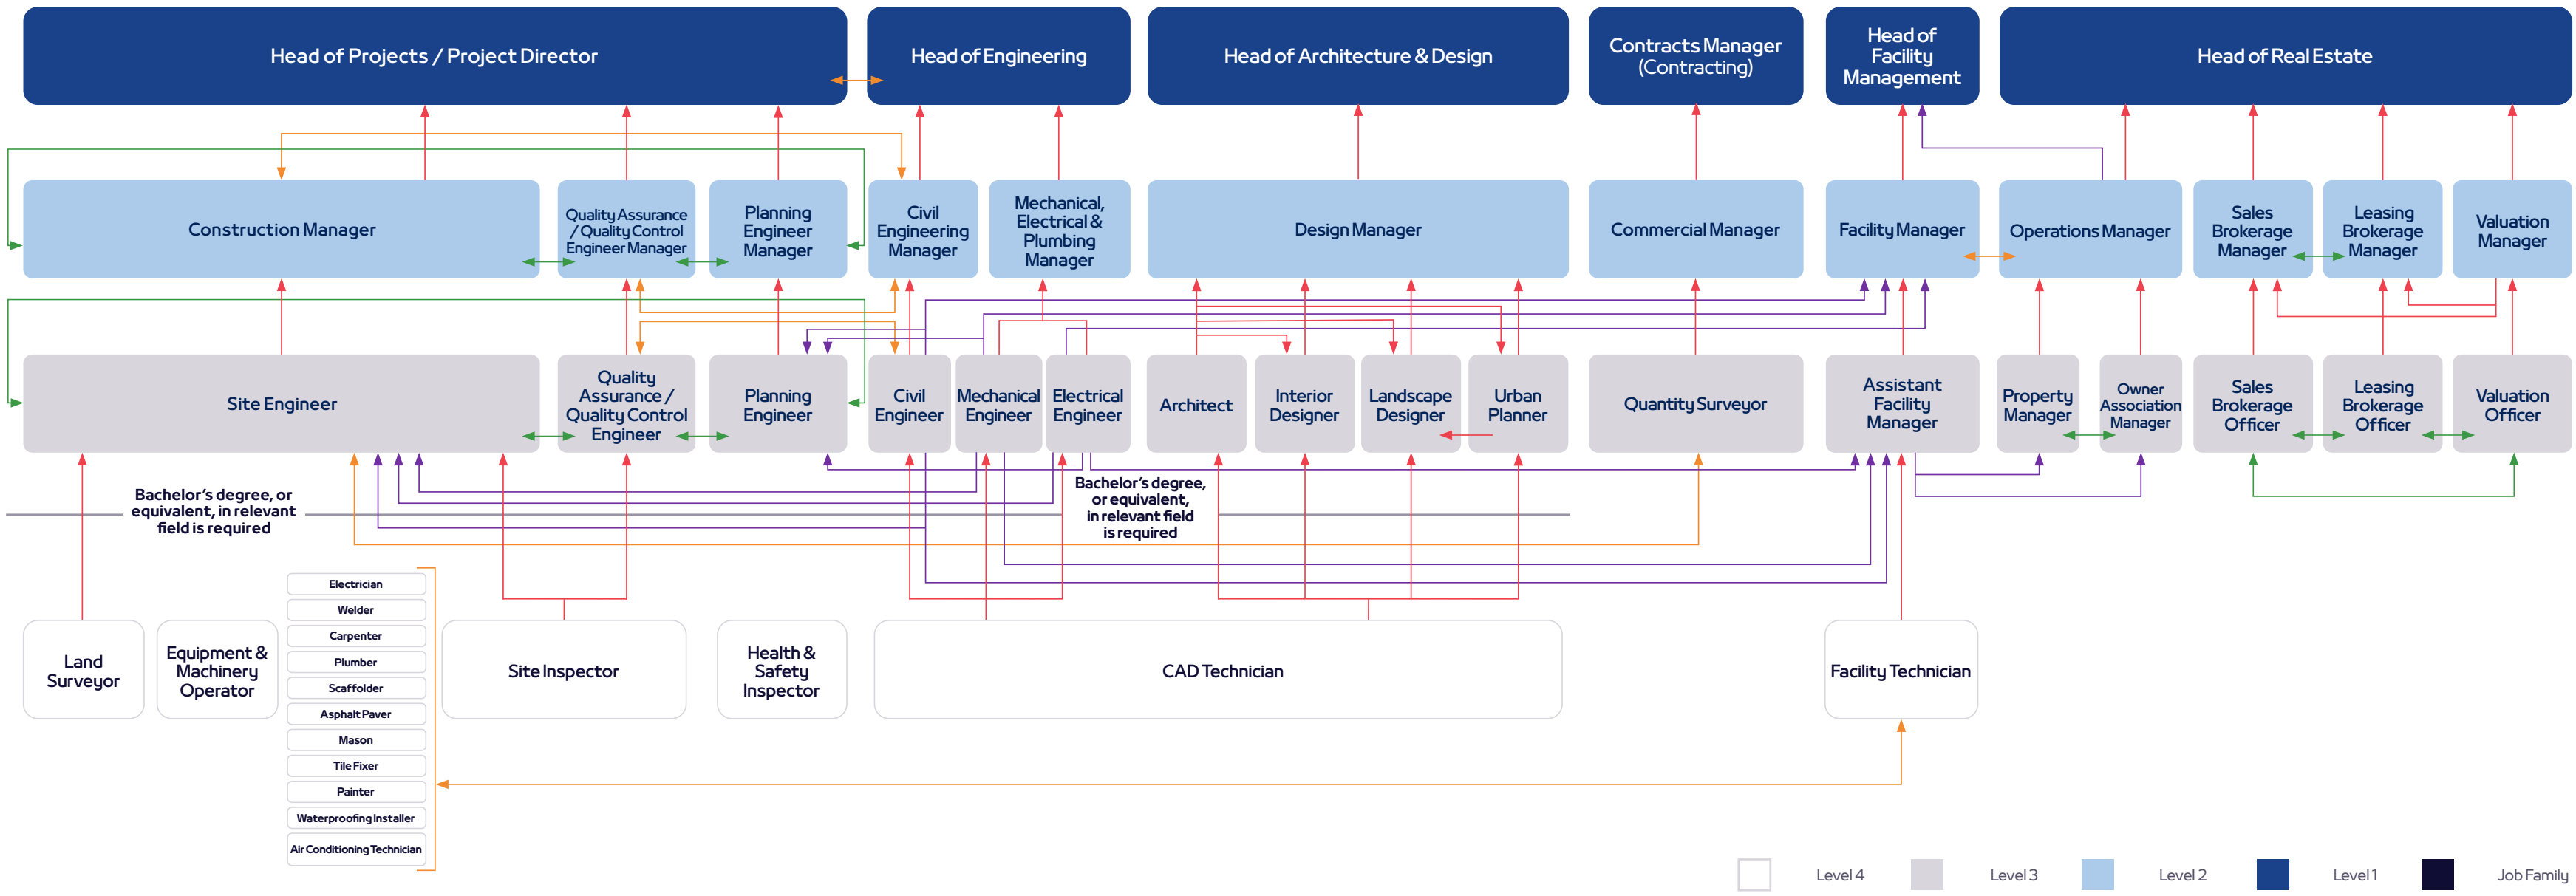 Head of Projects / Project Director
Head of Engineering
Head of Architecture & Design
Contracts Manager
(Contracting)
Head of
Facility
Management
Head of Real Estate
Construction Manager
Quality Assurance
/ Quality Control
Engineer Manager
Planning
Engineer
Manager
Civil
Engineering
Manager
Mechanical,
Electrical &
Plumbing
Manager
Design Manager
Commercial Manager
Facility Manager
Operations Manager
Sales
Brokerage
Manager
Leasing
Brokerage
Manager
Valuation
Manager
Site Engineer
Quality
Assurance /
Quality Control
Engineer
Planning
Engineer
Civil
Engineer
Mechanical
Engineer
Electrical
Engineer
Architect
Interior
Designer
Landscape
Designer
Urban
Planner
Quantity Surveyor
Assistant
Facility
Manager
Property
Manager
Owner
Association
Manager
Sales
Brokerage
Officer
Leasing
Brokerage
Officer
Valuation
Officer
Bachelor's degree, or
equivalent, in relevant
field is required
Bachelor's degree,
or equivalent,
in relevant field
is required
Land
Surveyor
Equipment &
Machinery
Operator
Electrician
Welder
Carpenter
Plumber
Scaffolder
Asphalt Paver
Mason
Tile Fixer
Painter
Waterproofing Installer
Air Conditioning Technician
Site Inspector
Health &
Safety
Inspector
CAD Technician
Facility Technician
Level 4
Level 3
Level 2
Level 1
Job Family